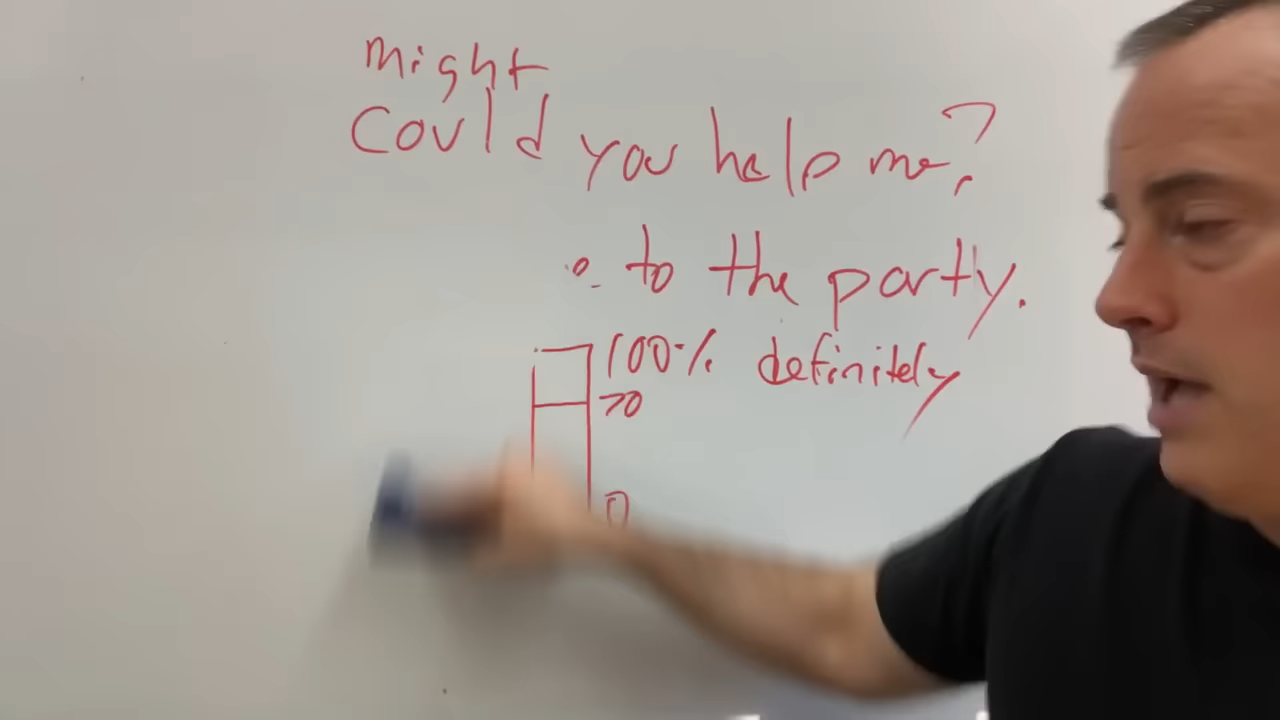 might
Could you help me?
to the party.
100% definitely
70
0